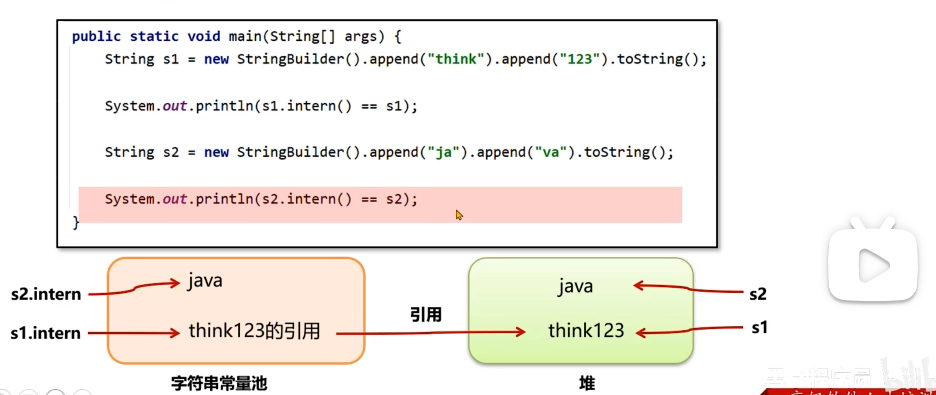 public static void main(String[] args) {
String s1 = new StringBuilder().append("think").append("123").toString();
System.out.println(s1.intern() == s1);
String s2 = new StringBuilder().append("ja").append("va").toString();
System.out.println(s2.intern() == s2);
}
java
s2.intern
s1.intern
think123的引用
引用
java
think123
s2
s1
字符串常量池
堆